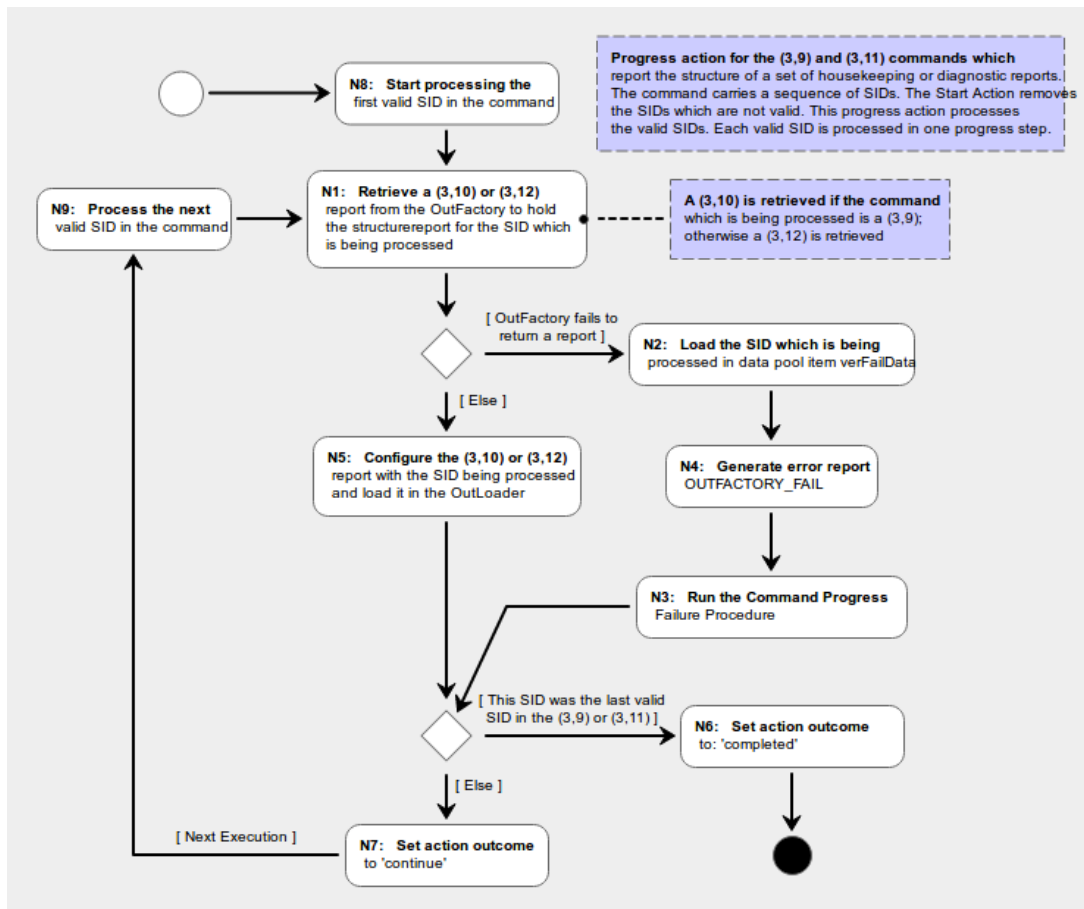 Progress action for the (3,9) and (3,11) commands which
report the structure of a set of housekeeping or diagnostic reports.
The command carries a sequence of SIDs. The Start Action removes
the SIDs which are not valid. This progress action processes
the valid SIDs. Each valid SID is processed in one progress step.
N8: Start processing the
first valid SID in the command
N9: Process the next
valid SID in the command
N1: Retrieve a (3,10) or (3,12)
report from the OutFactory to hold
the structurereport for the SID which
is being processed
A (3,10) is retrieved if the command
which is being processed is a (3,9);
otherwise a (3,12) is retrieved
[ OutFactory fails to
return a report ]
N2: Load the SID which is being
processed in data pool item verFailData
[ Else ]
N5: Configure the (3,10) or (3,12)
report with the SID being processed
and load it in the OutLoader
N4: Generate error report
OUTFACTORY_FAIL
N3: Run the Command Progress
Failure Procedure
[ This SID was the last valid
SID in the (3,9) or (3,11) ]
N6: Set action outcome
to: 'completed'
[ Else ]
[ Next Execution ]
N7: Set action outcome
to 'continue'